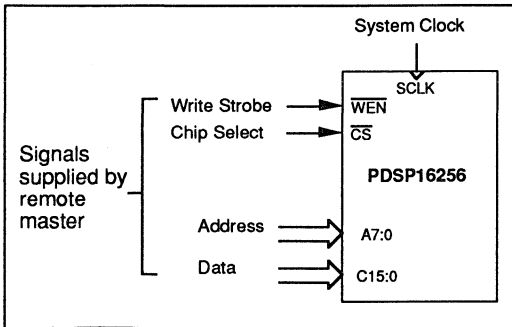 System Clock
SCLK
Write Strobe
WEN
Chip Select
CS
Signals
supplied by
remote
master
PDSP16256
Address
A7:0
Data
C15:0